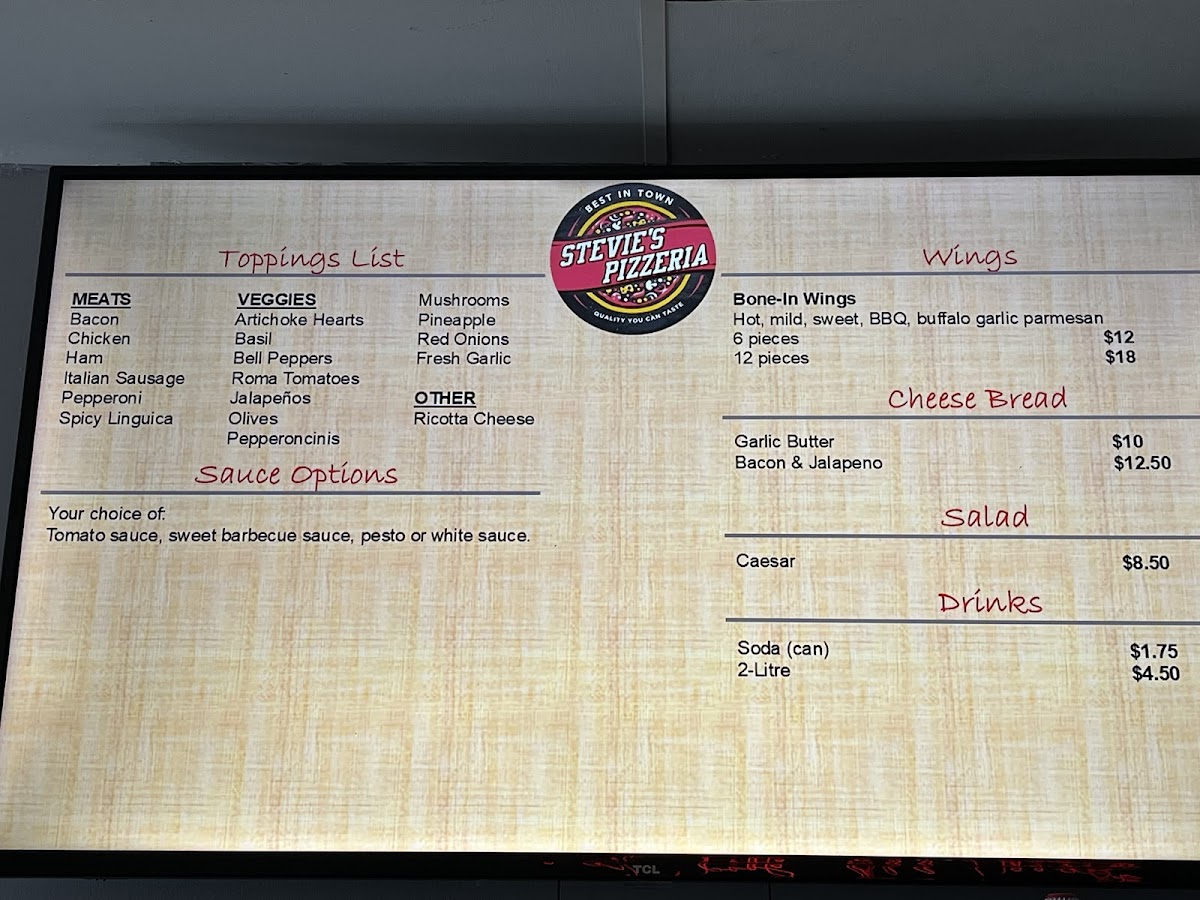 BEST IN TOWN
STEVIE'S
PIZZERIA
QUALITY YOU CAN TASTE
Toppings List
MEATS
Bacon
Chicken
Ham
Italian Sausage
Pepperoni
Spicy Linguica
VEGGIES
Artichoke Hearts
Basil
Bell Peppers
Roma Tomatoes
Jalapeños
Olives
Pepperoncinis
Mushrooms
Pineapple
Red Onions
Fresh Garlic
OTHER
Ricotta Cheese
Sauce Options
Your choice of:
Tomato sauce, sweet barbecue sauce, pesto or white sauce.
Wings
Bone-In Wings
Hot, mild, sweet, BBQ, buffalo garlic parmesan
6 pieces $12
12 pieces $18
Cheese Bread
Garlic Butter $10
Bacon & Jalapeno $12.50
Salad
Caesar $8.50
Drinks
Soda (can) $1.75
2-Litre $4.50
TCL